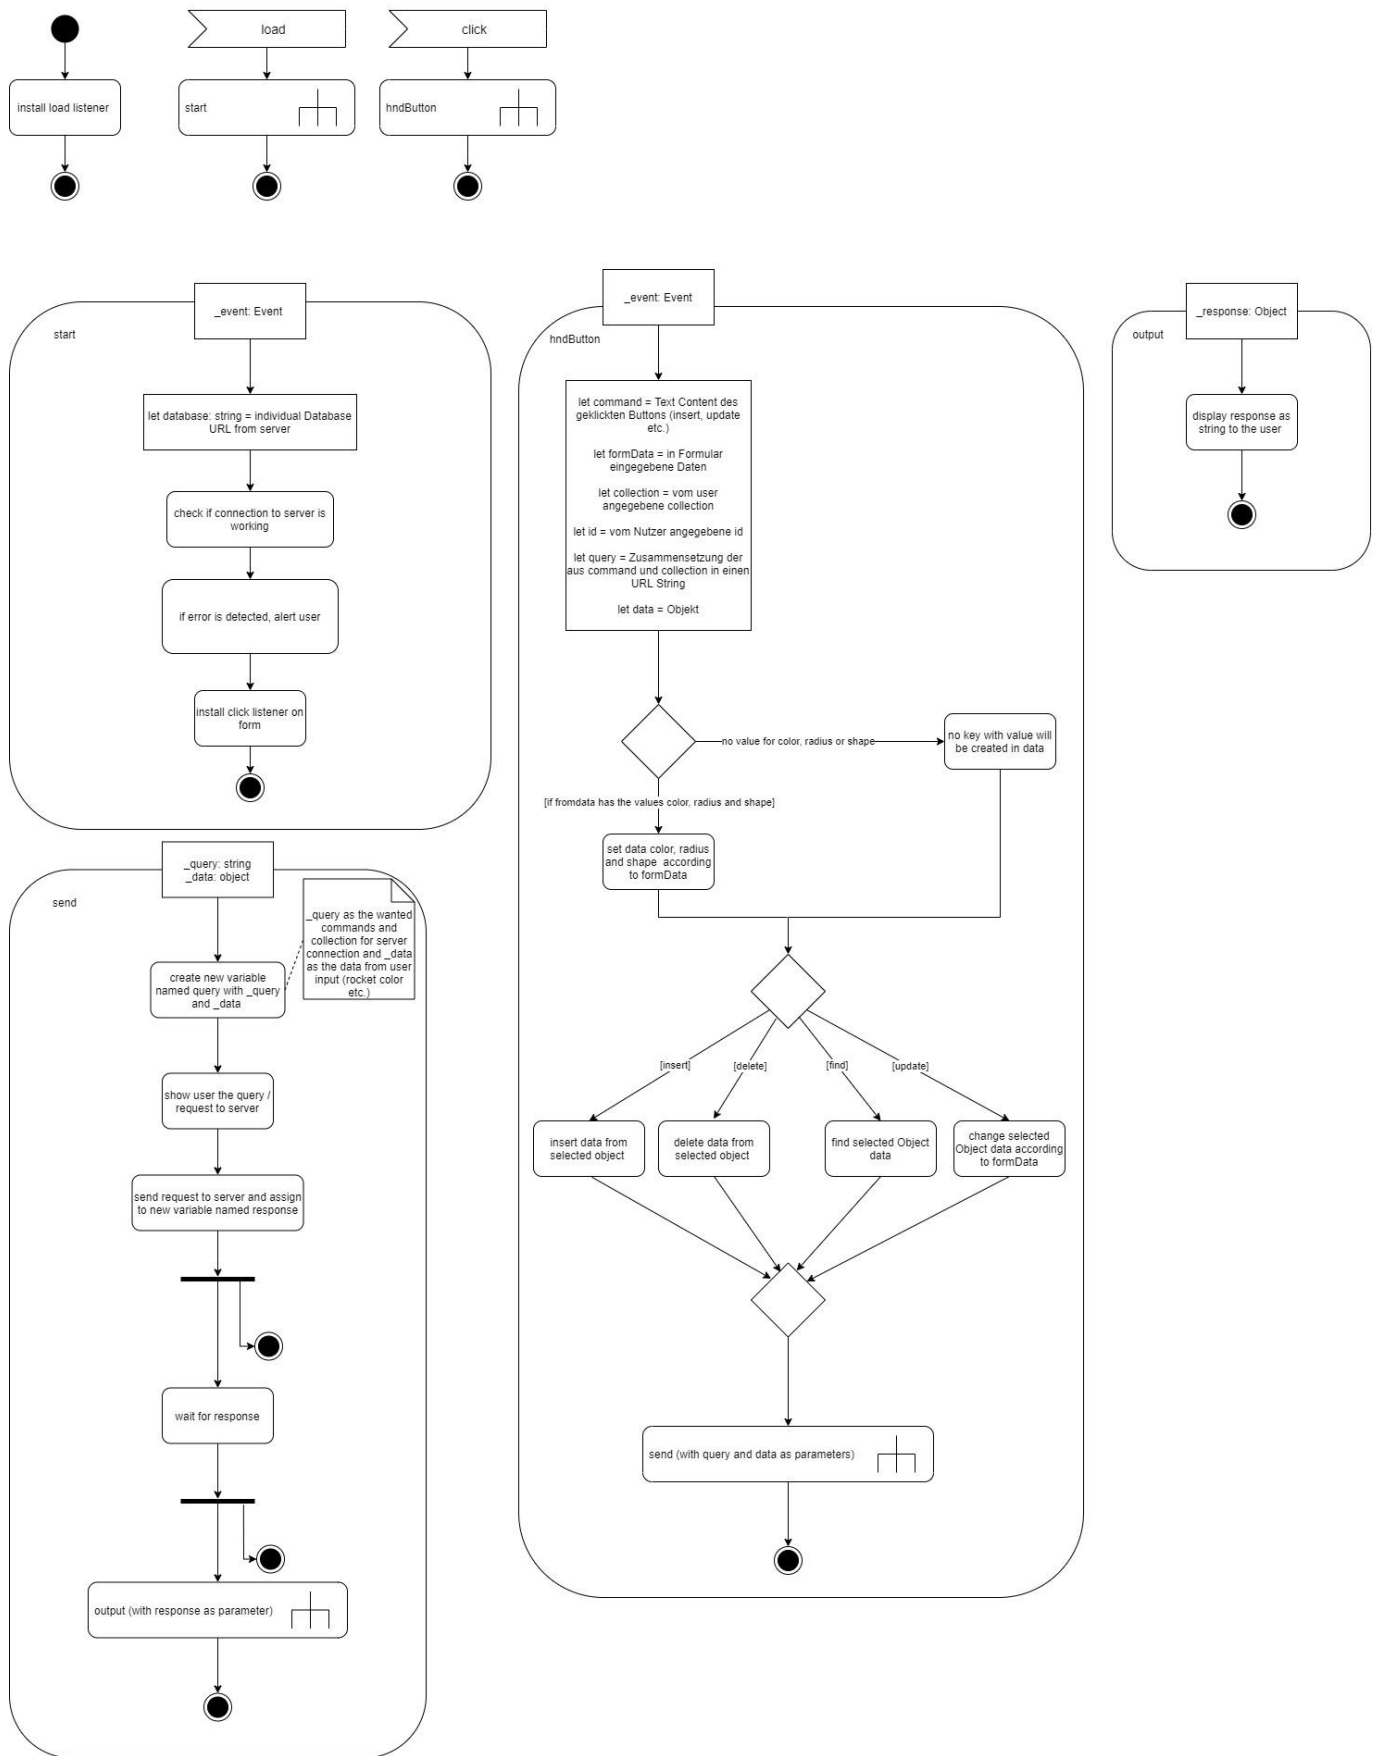 load
click
install load listener
start
hndButton
_event: Event
start
let database: string = individual Database
URL from server
check if connection to server is
working
if error is detected, alert user
install click listener on
form
_event: Event
hndButton
let command = Text Content des
geklickten Buttons (insert, update
etc.)
let formData = in Formular
eingegebene Daten
let collection = vom user
angegebene collection
let id = vom Nutzer angegebene id
let query = Zusammensetzung der
aus command und collection in einen
URL String
let data = Objekt
no value for color, radius or shape
no key with value will
be created in data
[if fromdata has the values color, radius and shape]
set data color, radius
and shape according
to formData
[insert]
[delete]
[find]
[update]
insert data from
selected object
delete data from
selected object
find selected Object
data
change selected
Object data according
to formData
send (with query and data as parameters)
_response: Object
output
display response as
string to the user
_query: string
_data: object
send
_query as the wanted
commands and
collection for server
connection and _data
as the data from user
input (rocket color
etc.)
create new variable
named query with _query
and _data
show user the query /
request to server
send request to server and assign
to new variable named response
wait for response
output (with response as parameter)